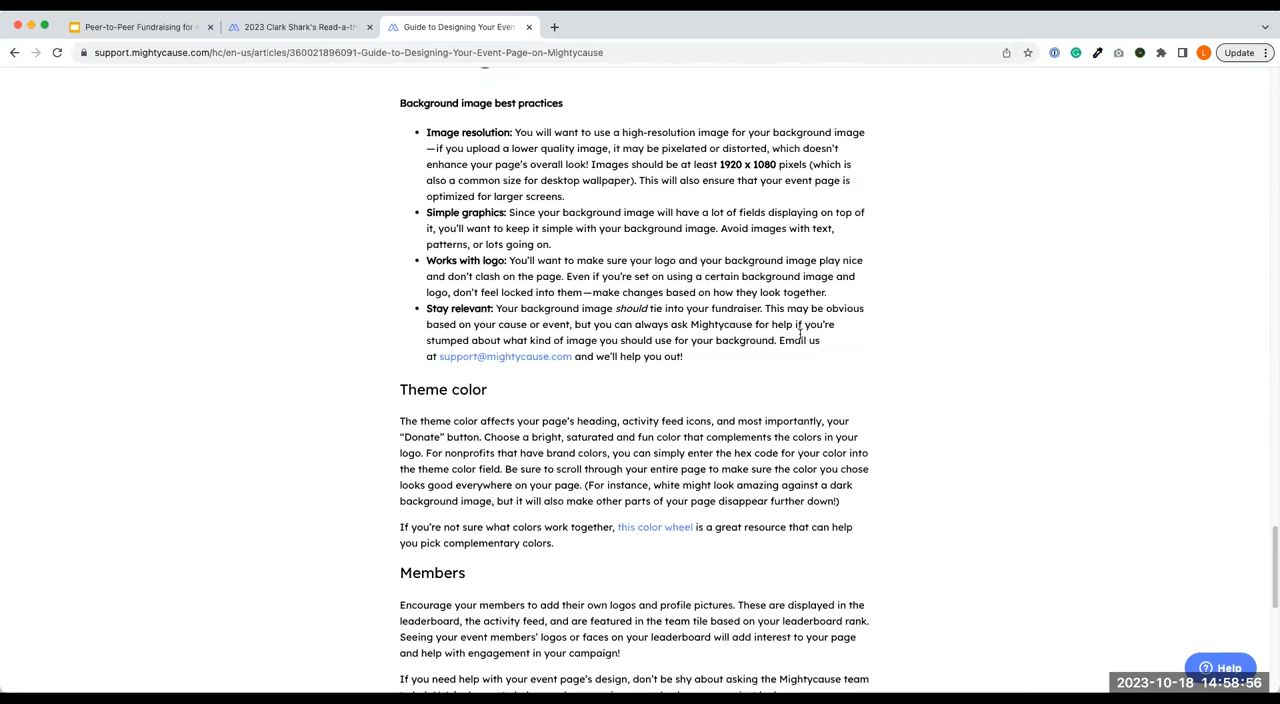 Peer-to-Peer Fundraising for
2023 Clark Shark's Read-a-th
Guide to Designing Your Even
support.mightycause.com/hc/en-us/articles/360021896091-Guide-to-Designing-Your-Event-Page-on-Mightycause
L
Update
Background image best practices
• Image resolution: You will want to use a high-resolution image for your background image
—if you upload a lower quality image, it may be pixelated or distorted, which doesn’t
enhance your page’s overall look! Images should be at least 1920 x 1080 pixels (which is
also a common size for desktop wallpaper). This will also ensure that your event page is
optimized for larger screens.
• Simple graphics: Since your background image will have a lot of fields displaying on top of
it, you’ll want to keep it simple with your background image. Avoid images with text,
patterns, or lots going on.
• Works with logo: You’ll want to make sure your logo and your background image play nice
and don’t clash on the page. Even if you’re set on using a certain background image and
logo, don’t feel locked into them—make changes based on how they look together.
• Stay relevant: Your background image should tie into your fundraiser. This may be obvious
based on your cause or event, but you can always ask Mightycause for help if you’re
stumped about what kind of image you should use for your background. Email us
at support@mightycause.com and we’ll help you out!
Theme color
The theme color affects your page’s heading, activity feed icons, and most importantly, your
“Donate” button. Choose a bright, saturated and fun color that complements the colors in your
logo. For nonprofits that have brand colors, you can simply enter the hex code for your color into
the theme color field. Be sure to scroll through your entire page to make sure the color you chose
looks good everywhere on your page. (For instance, white might look amazing against a dark
background image, but it will also make other parts of your page disappear further down!)
If you’re not sure what colors work together, this color wheel is a great resource that can help
you pick complementary colors.
Members
Encourage your members to add their own logos and profile pictures. These are displayed in the
leaderboard, the activity feed, and are featured in the team tile based on your leaderboard rank.
Seeing your event members’ logos or faces on your leaderboard will add interest to your page
and help with engagement in your campaign!
If you need help with your event page’s design, don’t be shy about asking the Mightycause team
Help
2023-10-18 14:58:56